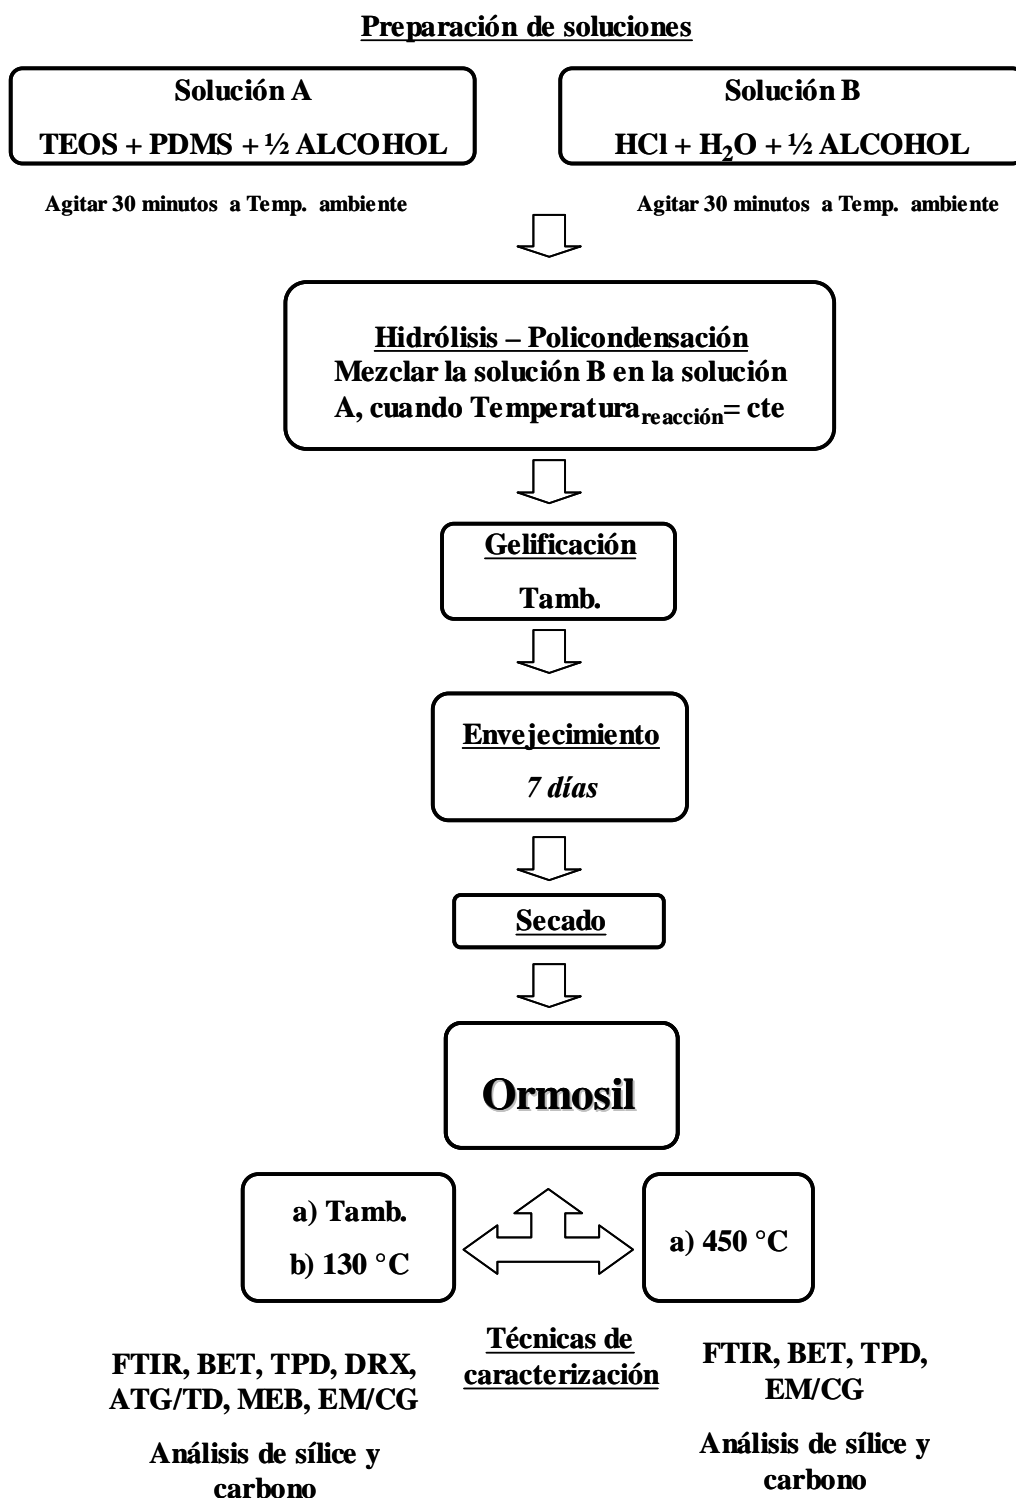 Preparación de soluciones
Solución A
TEOS + PDMS + ½ ALCOHOL
Agitar 30 minutos a Temp. ambiente
Solución B
HCl + H₂O + ½ ALCOHOL
Agitar 30 minutos a Temp. ambiente
Hidrólisis – Policondensación
Mezclar la solución B en la solución
A, cuando Temperatura reacción= cte
Gelificación
Tamb.
Envejecimiento
7 días
Secado
Ormosil
a) Tamb.
b) 130 °C
a) 450 °C
Técnicas de
caracterización
FTIR, BET, TPD, DRX,
ATG/TD, MEB, EM/CG
Análisis de sílice y
carbono
FTIR, BET, TPD,
EM/CG
Análisis de sílice y
carbono